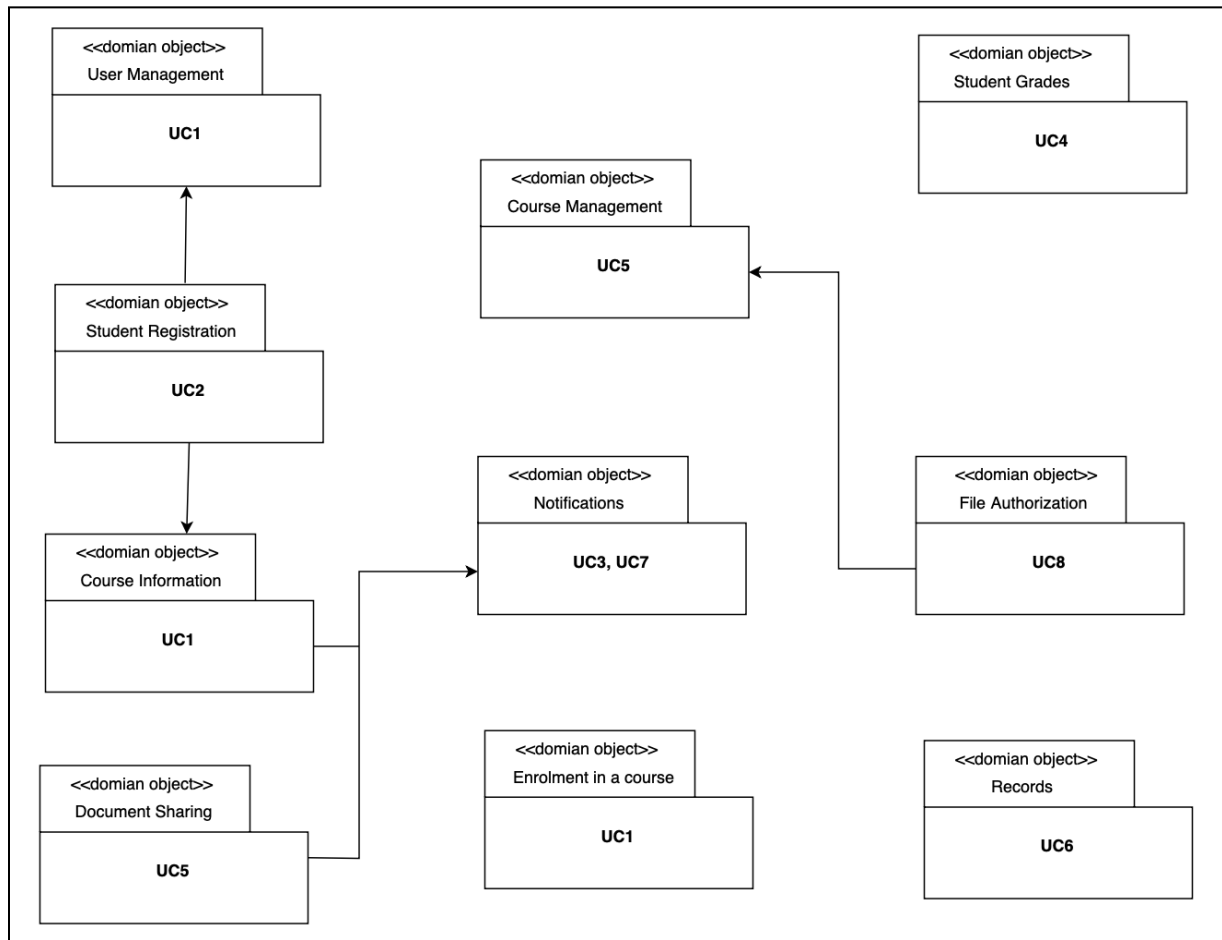 <<domian object>>
User Management
UC1
<<domian object>>
Student Grades
UC4
<<domian object>>
Course Management
UC5
<<domian object>>
Student Registration
UC2
<<domian object>>
Notifications
UC3, UC7
<<domian object>>
File Authorization
UC8
<<domian object>>
Course Information
UC1
<<domian object>>
Enrolment in a course
UC1
<<domian object>>
Records
UC6
<<domian object>>
Document Sharing
UC5